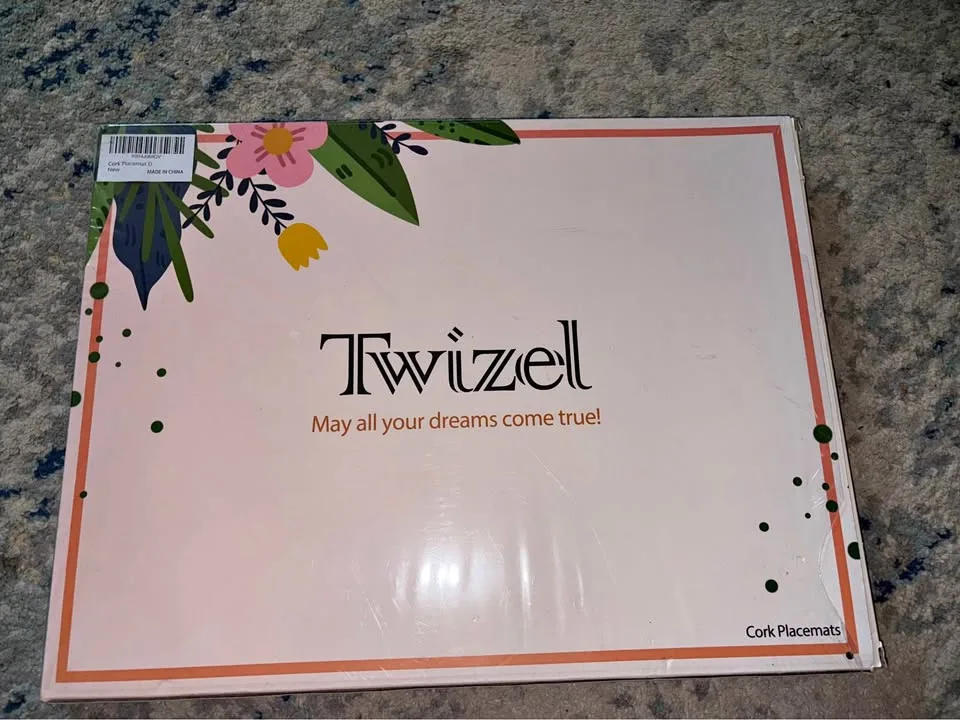 Cork Placemat D
New MADE IN CHINA
Twizel
May all your dreams come true!
Cork Placemats